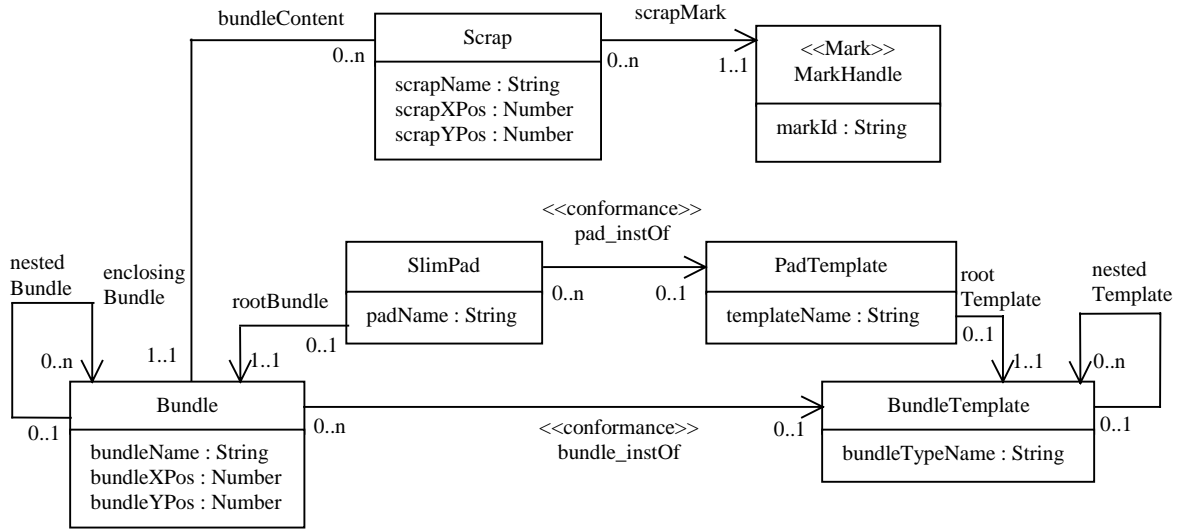 bundleContent
scrapMark
Scrap
<<Mark>>
MarkHandle
0..n
0..n
1..1
scrapName : String
scrapXPos : Number
scrapYPos : Number
markId : String
<<conformance>>
pad_instOf
nested
Bundle
enclosing
Bundle
rootBundle
SlimPad
PadTemplate
root
Template
nested
Template
0..n
0..1
padName : String
templateName : String
0..1
0..1
0..n
1..1
1..1
1..1
0..n
Bundle
BundleTemplate
0..1
0..n
<<conformance>>
bundle_instOf
0..1
0..1
bundleName : String
bundleXPos : Number
bundleYPos : Number
bundleTypeName : String